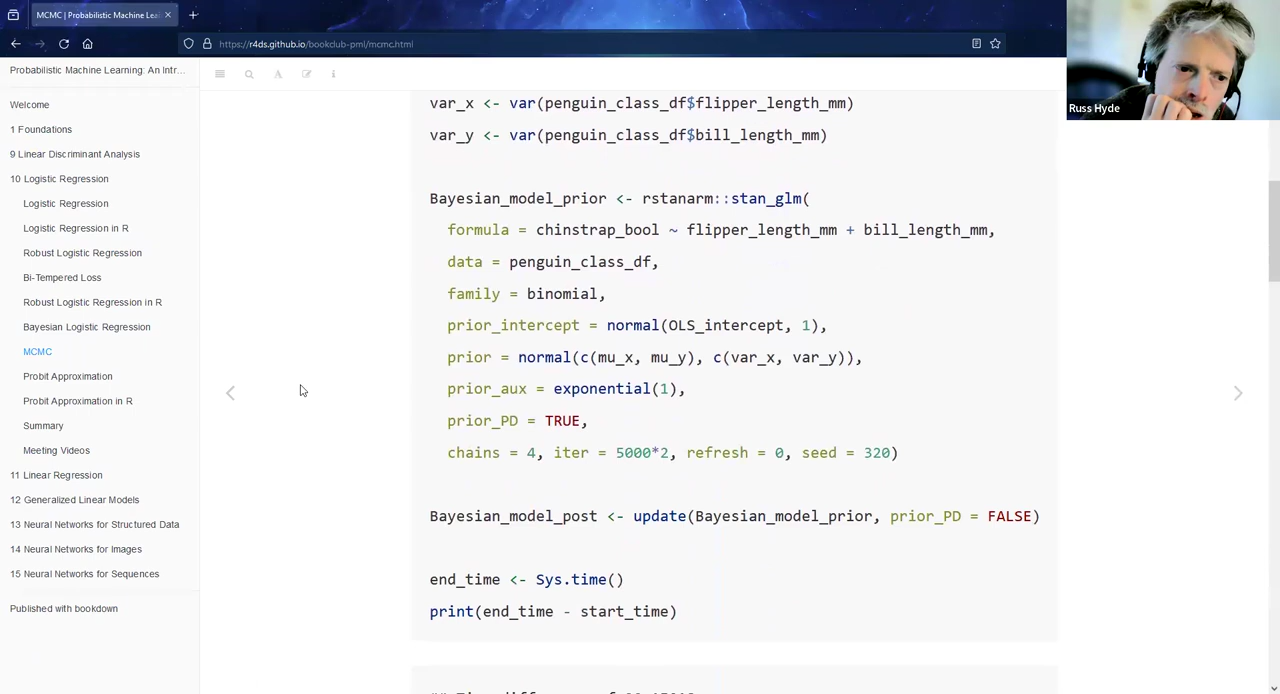 MCMC | Probabilistic Machine Lea
https://r4ds.github.io/bookclub-pml/mcmc.html
Russ Hyde
Probabilistic Machine Learning: An Intr...
Welcome
1 Foundations
9 Linear Discriminant Analysis
10 Logistic Regression
Logistic Regression
Logistic Regression in R
Robust Logistic Regression
Bi-Tempered Loss
Robust Logistic Regression in R
Bayesian Logistic Regression
MCMC
Probit Approximation
Probit Approximation in R
Summary
Meeting Videos
11 Linear Regression
12 Generalized Linear Models
13 Neural Networks for Structured Data
14 Neural Networks for Images
15 Neural Networks for Sequences
Published with bookdown
var_x <- var(penguin_class_df$flipper_length_mm)
var_y <- var(penguin_class_df$bill_length_mm)
Bayesian_model_prior <- rstanarm::stan_glm(
formula = chinstrap_bool ~ flipper_length_mm + bill_length_mm,
data = penguin_class_df,
family = binomial,
prior_intercept = normal(OLS_intercept, 1),
prior = normal(c(mu_x, mu_y), c(var_x, var_y)),
prior_aux = exponential(1),
prior_PD = TRUE,
chains = 4, iter = 5000*2, refresh = 0, seed = 320)
Bayesian_model_post <- update(Bayesian_model_prior, prior_PD = FALSE)
end_time <- Sys.time()
print(end_time - start_time)